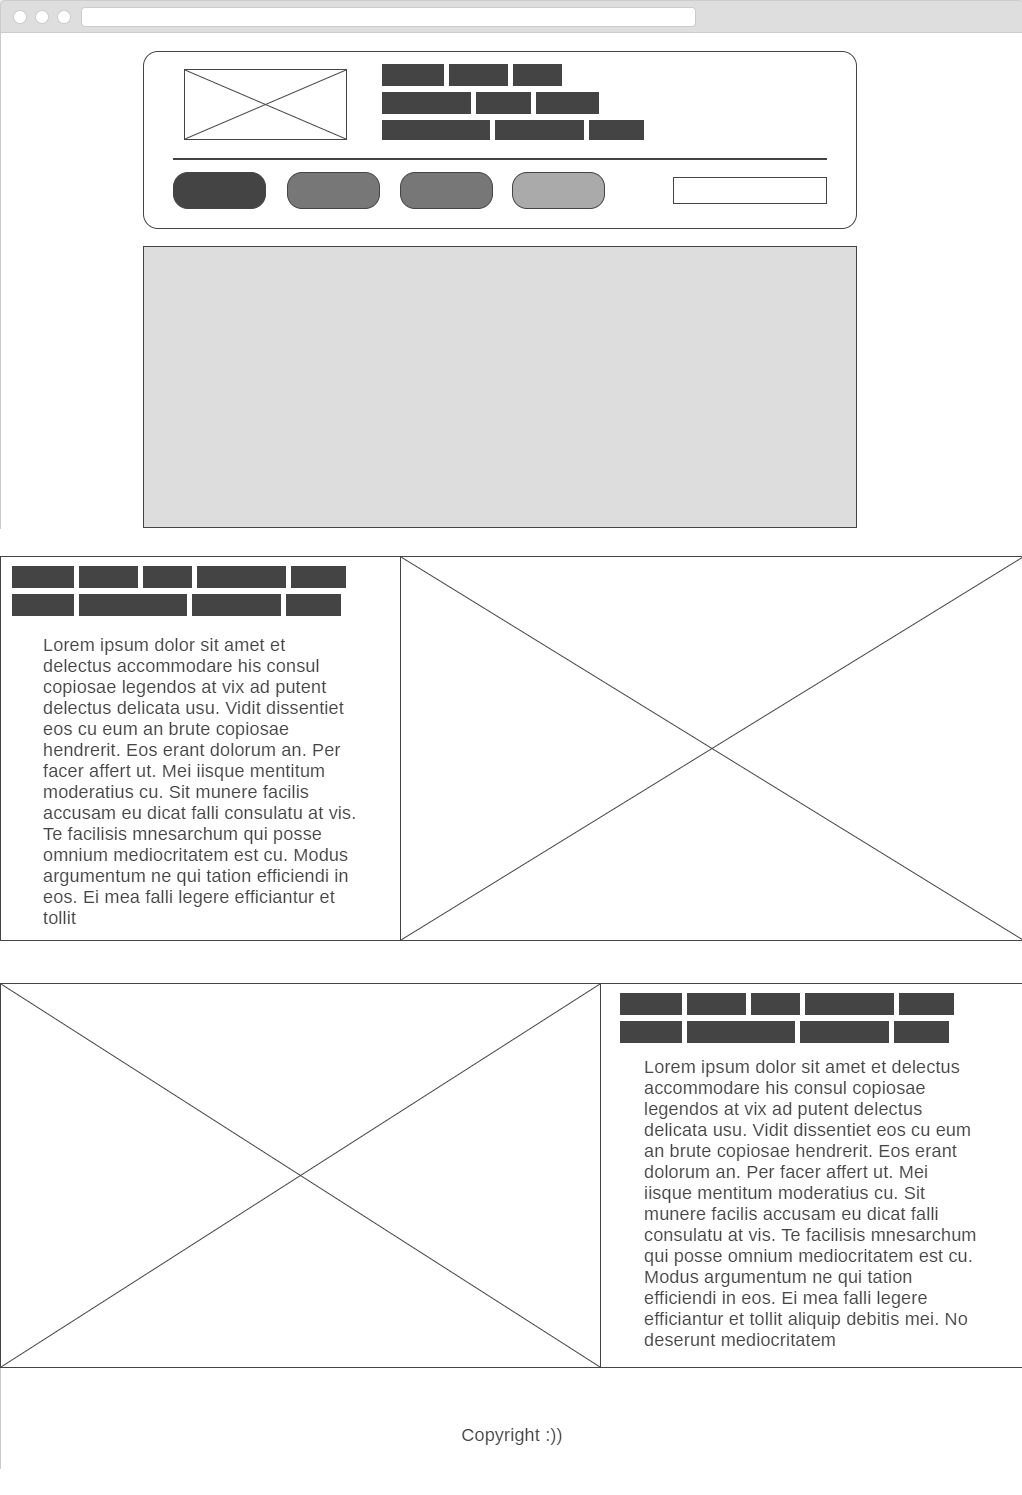 Lorem ipsum dolor sit amet et
delectus accommodare his consul
copiosae legendos at vix ad putent
delectus delicata usu. Vidit dissentiet
eos cu eum an brute copiosae
hendrerit. Eos erant dolorum an. Per
facer affert ut. Mei iisque mentitum
moderatius cu. Sit munere facilis
accusam eu dicat falli consulatu at vis.
Te facilisis mnesarchum qui posse
omnium mediocritatem est cu. Modus
argumentum ne qui tation efficiendi in
eos. Ei mea falli legere efficiantur et
tollit
Lorem ipsum dolor sit amet et delectus
accommodare his consul copiosae
legendos at vix ad putent delectus
delicata usu. Vidit dissentiet eos cu eum
an brute copiosae hendrerit. Eos erant
dolorum an. Per facer affert ut. Mei
iisque mentitum moderatius cu. Sit
munere facilis accusam eu dicat falli
consulatu at vis. Te facilisis mnesarchum
qui posse omnium mediocritatem est cu.
Modus argumentum ne qui tation
efficiendi in eos. Ei mea falli legere
efficiantur et tollit aliquip debitis mei. No
deserunt mediocritatem
Copyright :))